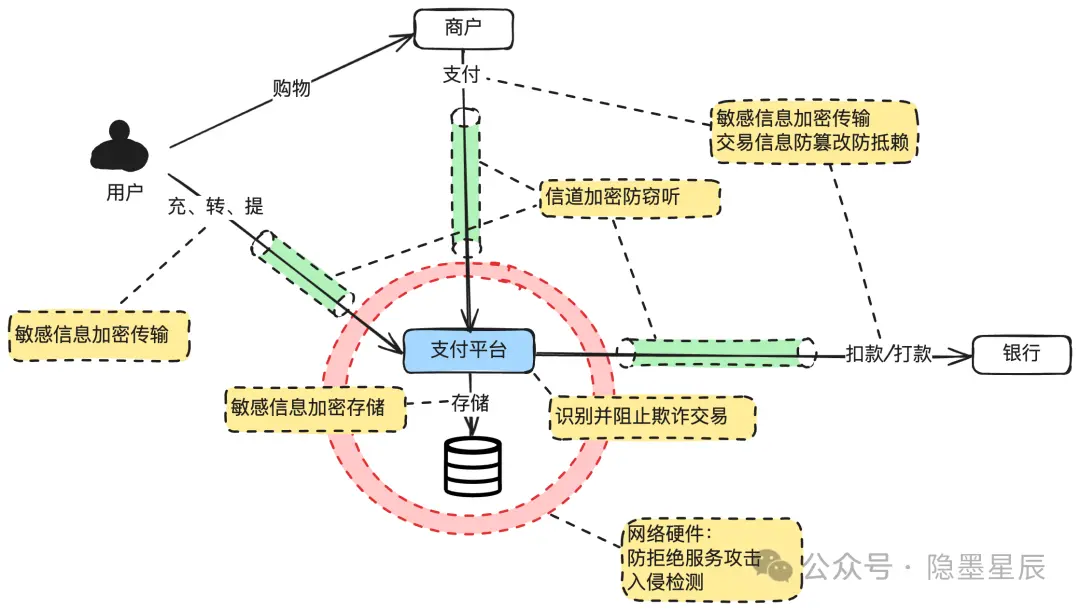 商户
支付
购物
敏感信息加密传输
交易信息防篡改防抵赖
用户
信道加密防窃听
充、转、提
敏感信息加密传输
支付平台
扣款/打款
银行
敏感信息加密存储
存储
识别并阻止欺诈交易
网络硬件：
防拒绝服务攻击
入侵检测
公众号·隐墨星辰